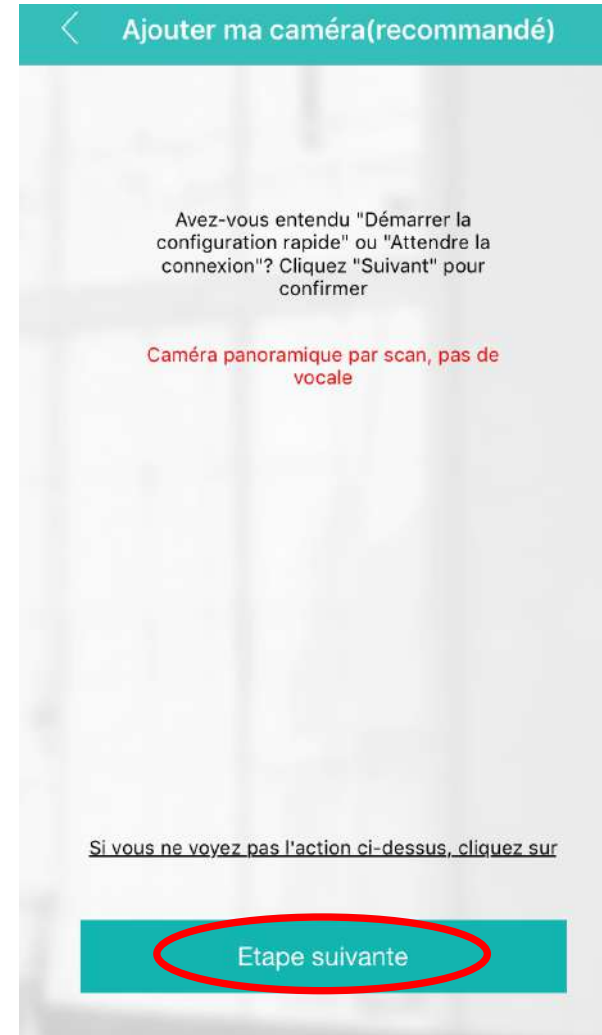 Ajouter ma caméra(recommandé)
Avez-vous entendu "Démarrer la
configuration rapide" ou "Attendre la
connexion"? Cliquez "Suivant" pour
confirmer
Caméra panoramique par scan, pas de
vocale
Si vous ne voyez pas l'action ci-dessus, cliquez sur
Etape suivante